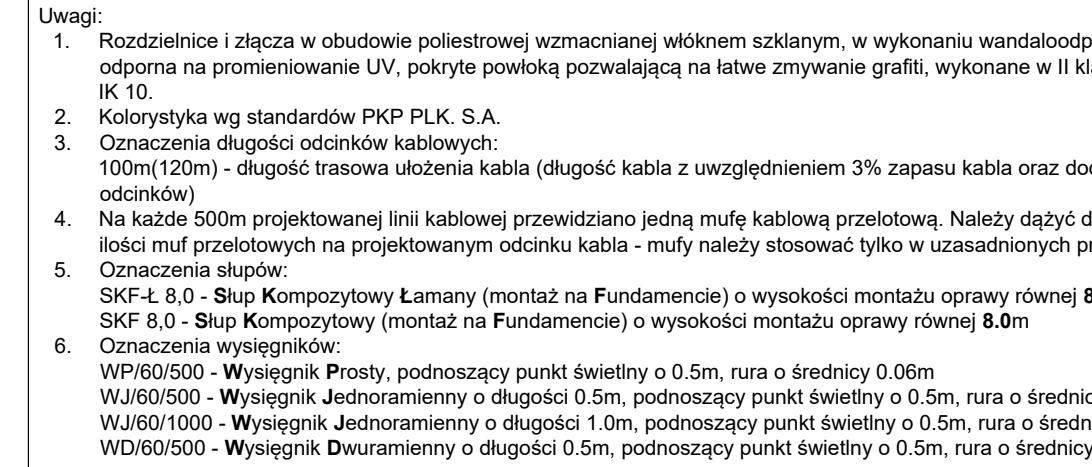 Uwagi:
1. Rozdzielnice i złącza w obudowie poliestrowej wzmacnianej włóknem szklanym, w wykonaniu
odporna na promieniowanie UV, pokryte powłoką pozwalającą na łatwe zmywanie grafiti, wykonane w II
IK 10.
2. Kolorystyka wg standardów PKP PLK. S.A.
3. Oznaczenia długości odcinków kablowych:
100m(120m) - długość trasowa ułożenia kabla (długość kabla z uwzględnieniem 3% zapasu kabla oraz
odcinków)
4. Na każde 500m projektowanej linii kablowej przewidziano jedną mufę kablową przelotową. Należy dążyć
ilości muf przelotowych na projektowanym odcinku kabla - mufy należy stosować tylko w uzasadnionych
5. Oznaczenia słupów:
SKF-Ł 8,0 - Słup Kompozytowy Łamany (montaż na Fundamencie) o wysokości montażu oprawy równej
SKF 8,0 - Słup Kompozytowy (montaż na Fundamencie) o wysokości montażu oprawy równej 8.0m
6. Oznaczenia wysięgników:
WP/60/500 - Wysięgnik Prosty, podnoszący punkt świetlny o 0.5m, rura o średnicy 0.06m
WJ/60/500 - Wysięgnik Jednoramienny o długości 0.5m, podnoszący punkt świetlny o 0.5m, rura o
WJ/60/1000 - Wysięgnik Jednoramienny o długości 1.0m, podnoszący punkt świetlny o 0.5m, rura o
WD/60/500 - Wysięgnik Dwuramienny o długości 0.5m, podnoszący punkt świetlny o 0.5m, rura o średnicy